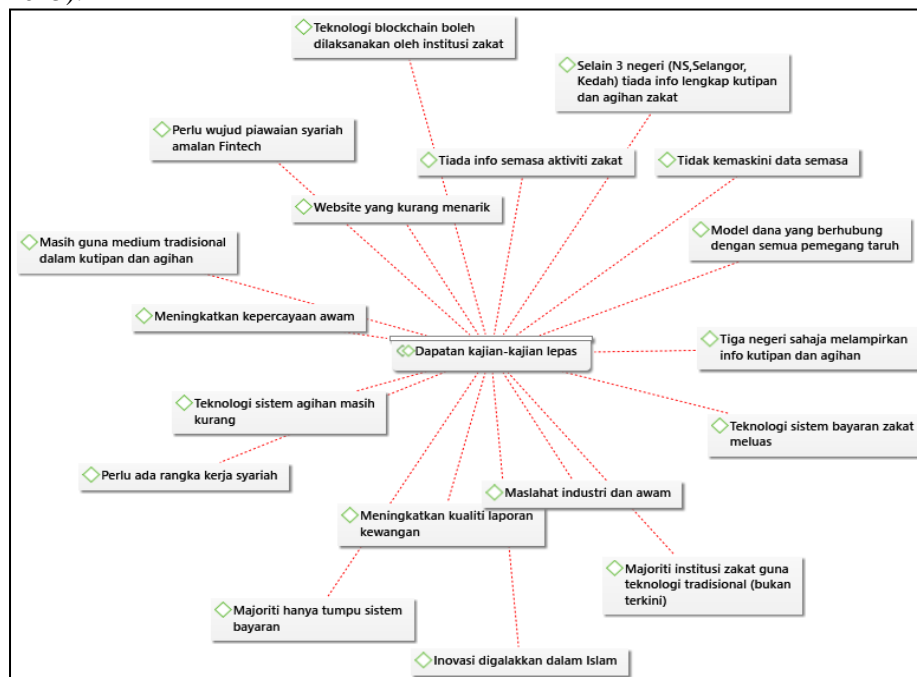 Teknologi blockchain boleh
dilaksanakan oleh institusi zakat
Selain 3 negeri (NS,Selangor,
Kedah) tiada info lengkap kutipan
dan agihan zakat
Perlu wujud piawaian syariah
amalan Fintech
Tiada info semasa aktiviti zakat
Tidak kemaskini data semasa
Website yang kurang menarik
Masih guna medium tradisional
dalam kutipan dan agihan
Model dana yang berhubung
dengan semua pemegang taruh
Meningkatkan kepercayaan awam
Dapatan kajian-kajian lepas
Tiga negeri sahaja melampirkan
info kutipan dan agihan
Teknologi sistem agihan masih
kurang
Teknologi sistem bayaran zakat
meluas
Perlu ada rangka kerja syariah
Maslahat industri dan awam
Meningkatkan kualiti laporan
kewangan
Majoriti institusi zakat guna
teknologi tradisional (bukan
terkini)
Majoriti hanya tumpu sistem
bayaran
Inovasi digalakkan dalam Islam